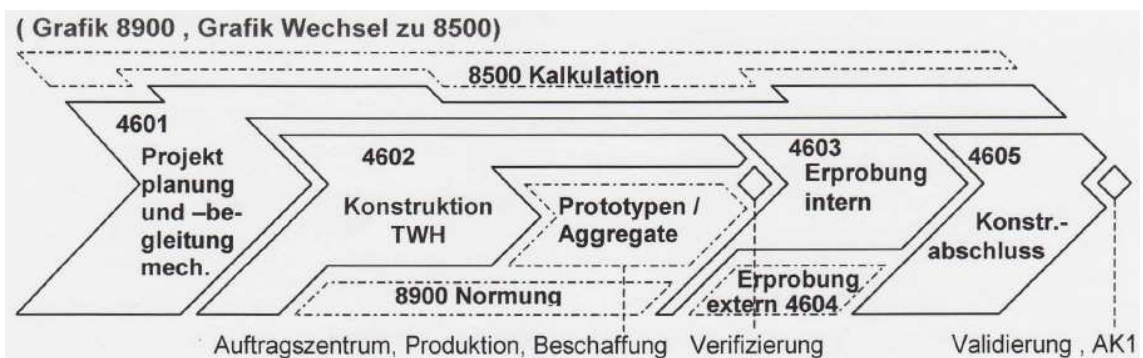 ( Grafik 8900 , Grafik Wechsel zu 8500)
8500 Kalkulation
4601
Projekt
planung
und –be-
gleitung
mech.
4602
Konstruktion
TWH
Prototypen /
Aggregate
8900 Normung
4603
Erprobung
intern
Erprobung
extern 4604
4605
Konstr.-
abschluss
Auftragszentrum, Produktion, Beschaffung
Verifizierung
Validierung , AK1